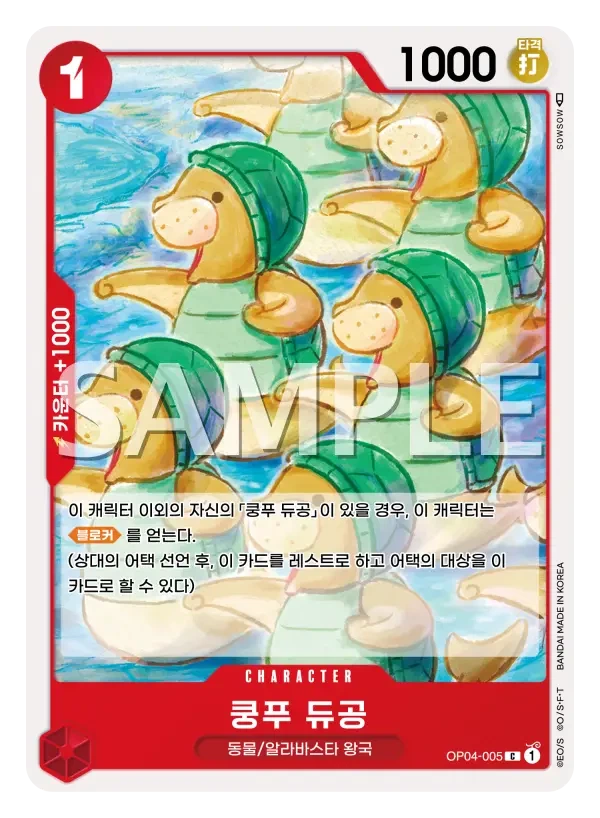 1
1000
타격
打
SOWSOW
카운터 +1000
SAMPLE
이 캐릭터 이외의 자신의 「쿵푸 듀공」이 있을 경우, 이 캐릭터는
블로커 를 얻는다.
(상대의 어택 선언 후, 이 카드를 레스트로 하고 어택의 대상을 이
카드로 할 수 있다)
CHARACTER
쿵푸 듀공
동물/알라바스타 왕국
OP04-005 C 1
©EO/S ©O/S·F·T BANDAI MADE IN KOREA